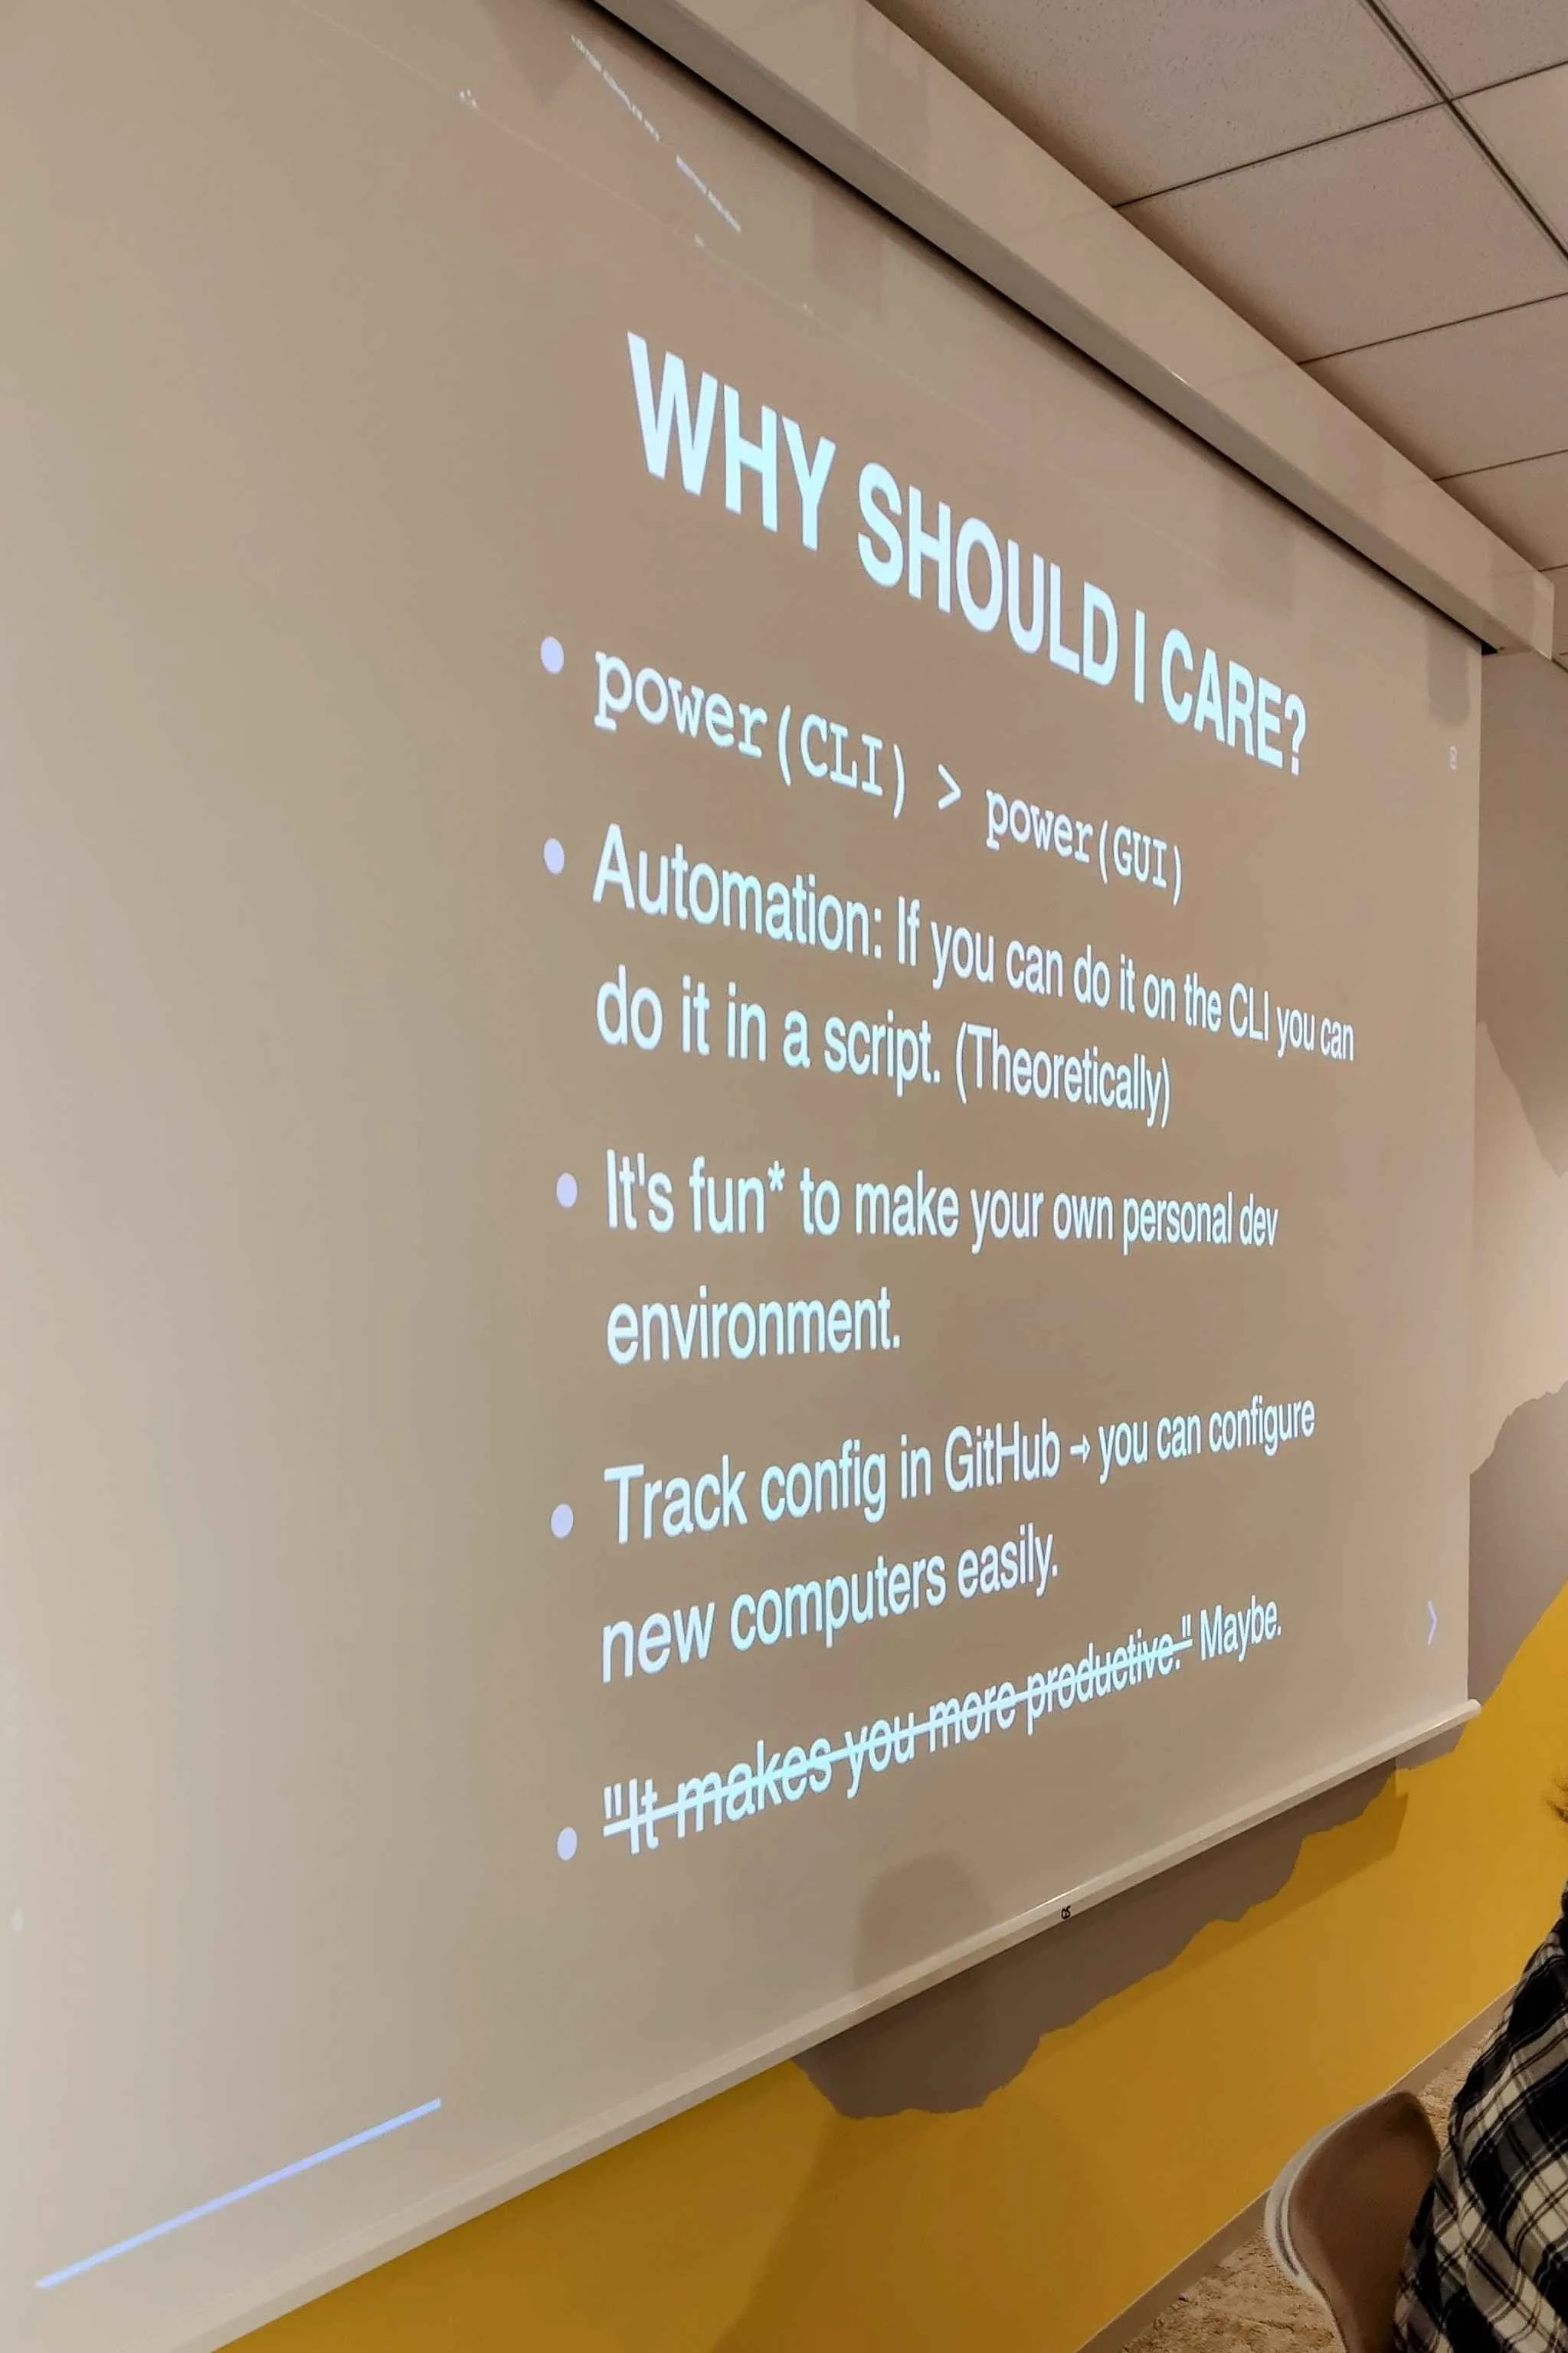 WHY SHOULD I CARE?
power(CLI) > power(GUI)
Automation: If you can do it on the CLI you can
do it in a script. (Theoretically)
It's fun* to make your own personal dev
environment.
Track config in GitHub → you can configure
new computers easily.
"It makes you more productive." Maybe.